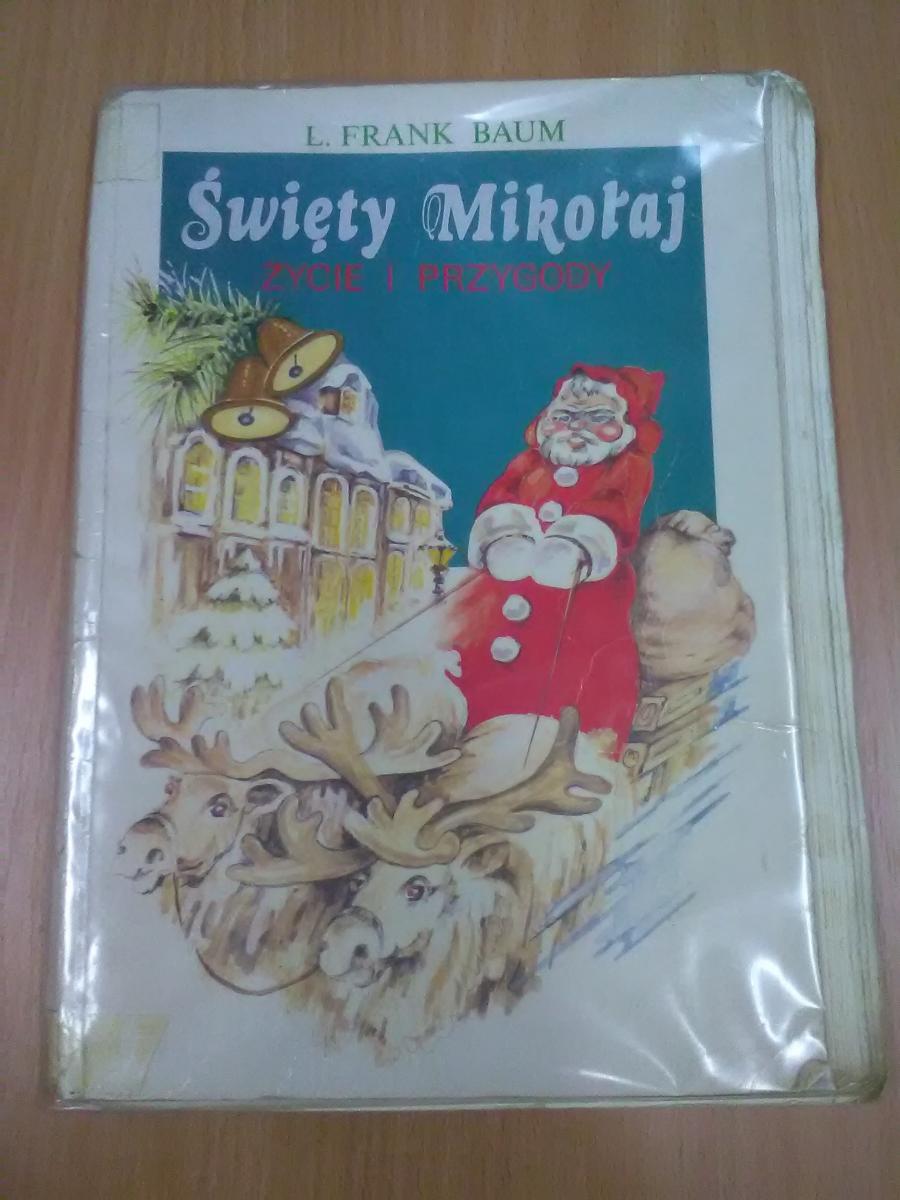 L. FRANK BAUM
Święty Mikołaj
ŻYCIE I PRZYGODY